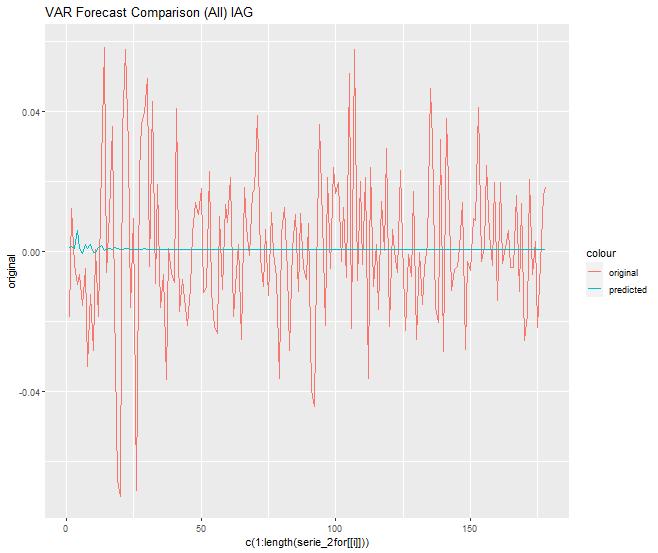 VAR Forecast Comparison (All) IAG
original
0.04
0.00
-0.04
0
50
100
150
c(1:length(serie_2for[[i]]))
colour
original
predicted